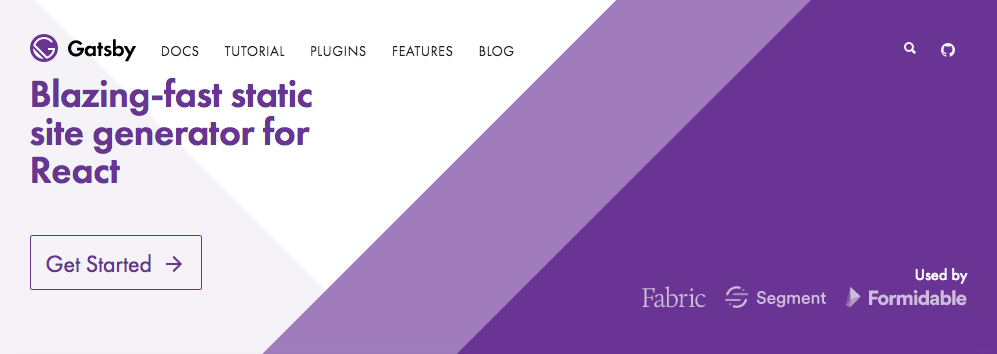 Gatsby DOCS TUTORIAL PLUGINS FEATURES BLOG
Blazing-fast static
site generator for
React
Get Started →
Used by
Fabric Segment Formidable